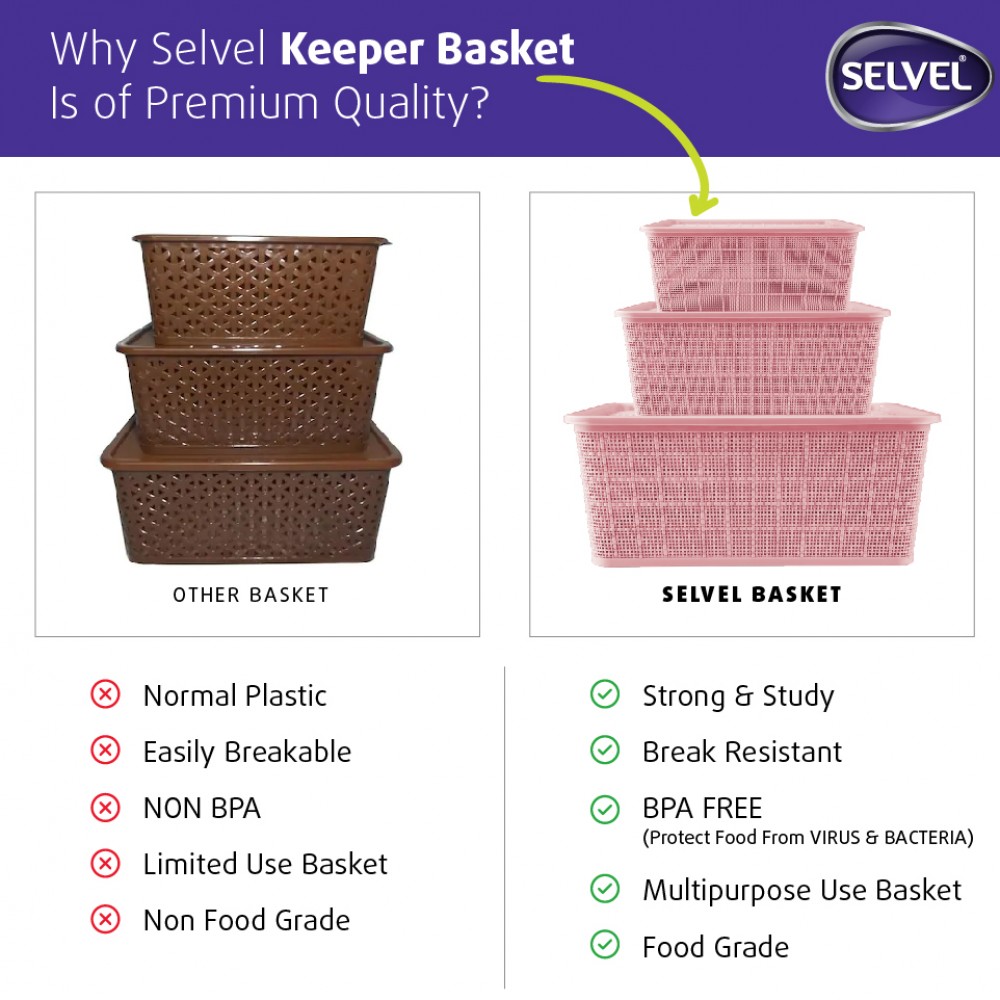 Why Selvel Keeper Basket
Is of Premium Quality?
SELVEL®
OTHER BASKET
SELVEL BASKET
Normal Plastic
Easily Breakable
NON BPA
Limited Use Basket
Non Food Grade
Strong & Study
Break Resistant
BPA FREE
(Protect Food From VIRUS & BACTERIA)
Multipurpose Use Basket
Food Grade